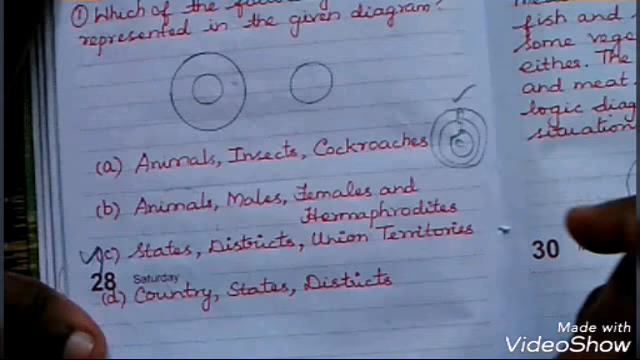 ① Which of the
represented in the given diagram?
(a) Animals, Insects, Cockroaches
(b) Animals, Males, Females and
Hermaphrodites
(c) States, Districts, Union Territories
28 Saturday
(d) Country, States, Districts
fish and
some vege
either. The
and meat
logic diag
situation
30
Made with
VideoShow